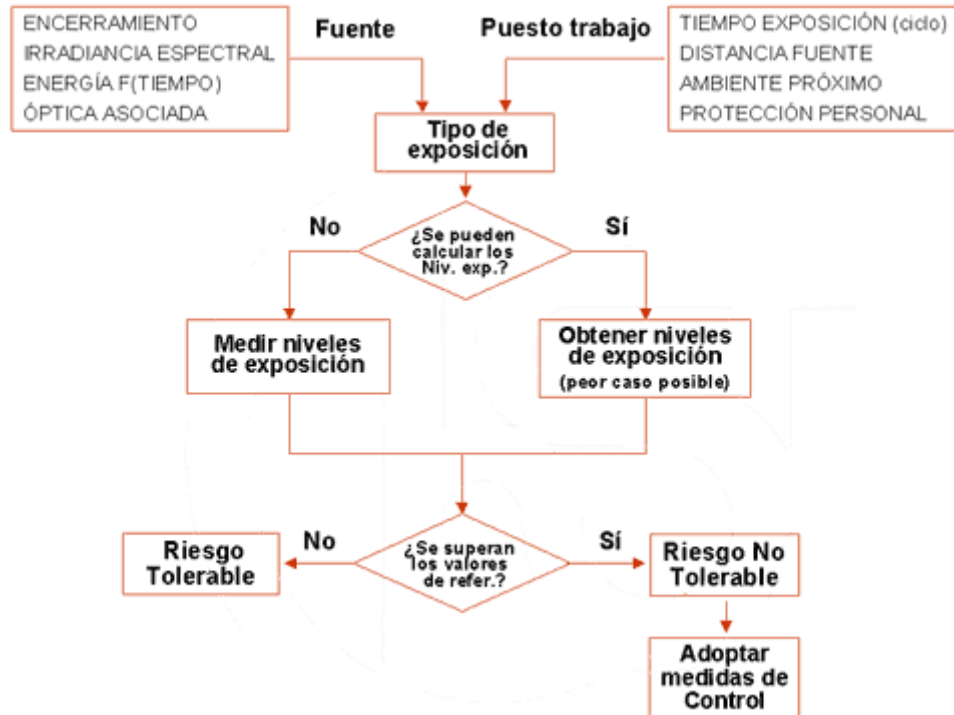 ENCERRAMIENTO
IRRADIANCIA ESPECTRAL
ENERGÍA F(TIEMPO)
ÓPTICA ASOCIADA
Fuente
Puesto trabajo
TIEMPO EXPOSICIÓN (ciclo)
DISTANCIA FUENTE
AMBIENTE PRÓXIMO
PROTECCIÓN PERSONAL
Tipo de
exposición
No
¿Se pueden
calcular los
Niv. exp.?
Sí
Medir niveles
de exposición
Obtener niveles
de exposición
(peor caso posible)
Riesgo
Tolerable
No
¿Se superan
los valores
de refer.?
Sí
Riesgo No
Tolerable
Adoptar
medidas de
Control